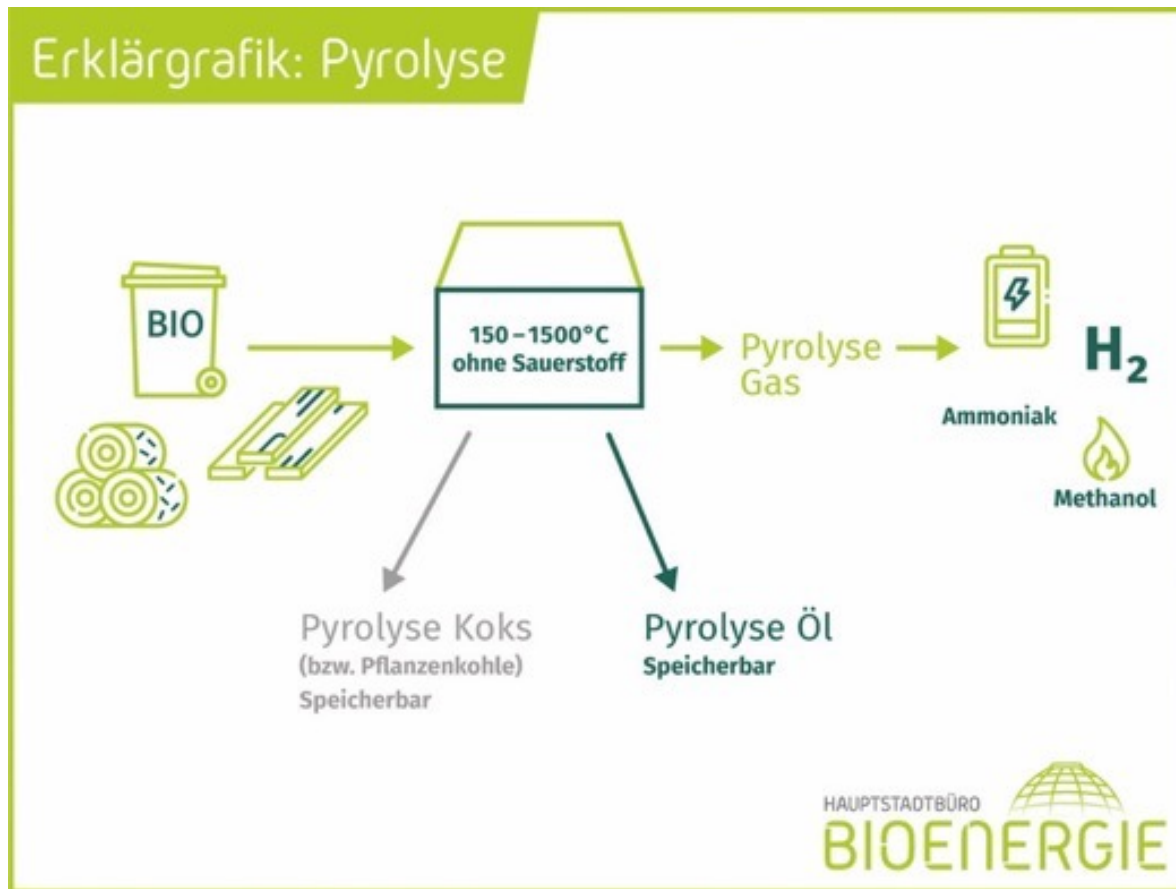 Erklärgrafik: Pyrolyse
BIO
150–1500°C
ohne Sauerstoff
Pyrolyse
Gas
H₂
Ammoniak
Methanol
Pyrolyse Koks
(bzw. Pflanzenkohle)
Speicherbar
Pyrolyse Öl
Speicherbar
HAUPTSTADTBÜRO
BIOENERGIE